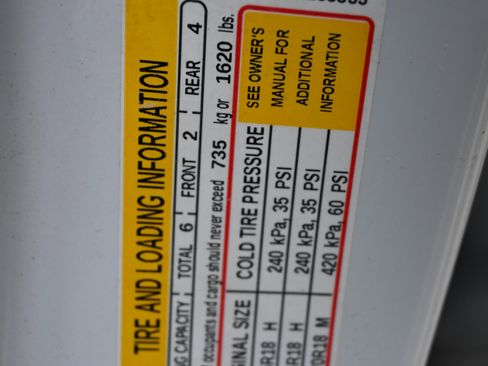 TIRE AND LOADING INFORMATION
CAPACITY TOTAL 6 FRONT 2 REAR 4
occupants and cargo should never exceed 735 kg or 1620 lbs.
SIZE COLD TIRE PRESSURE SEE OWNER'S
R18 H 240 kPa, 35 PSI MANUAL FOR
R18 H 240 kPa, 35 PSI ADDITIONAL
R18 M 420 kPa, 60 PSI INFORMATION